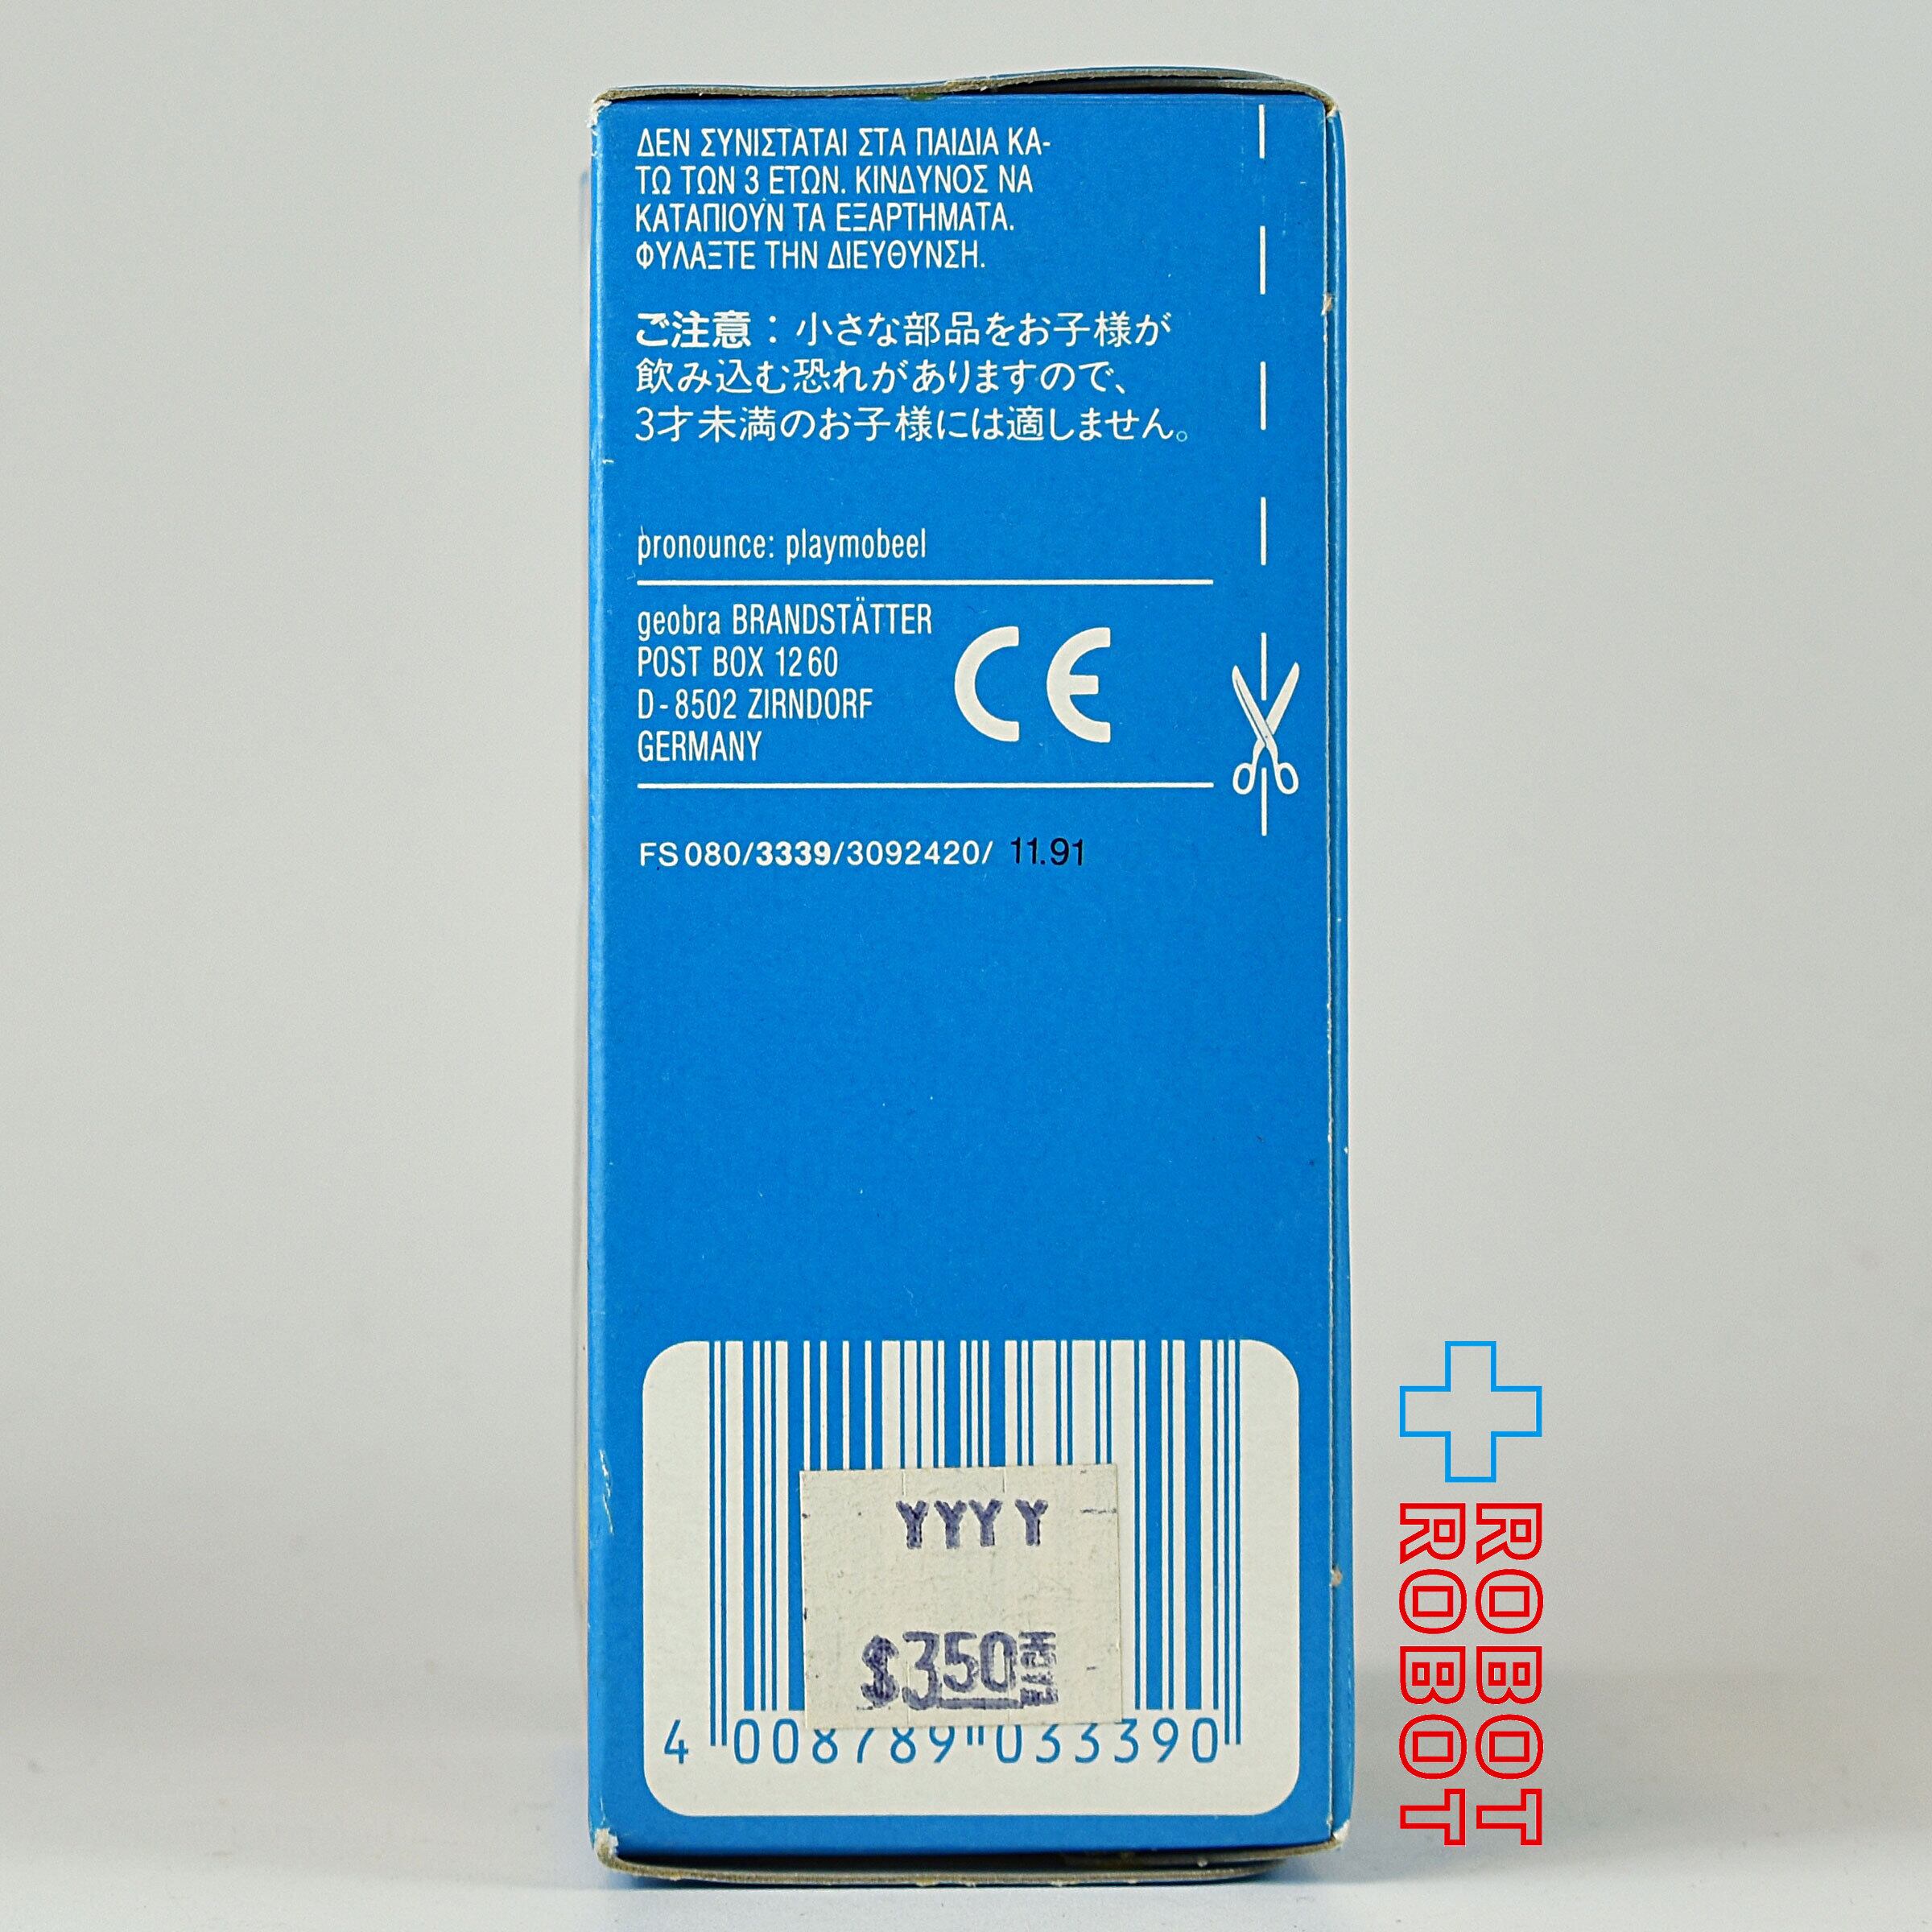 ΔΕΝ ΣΥΝΙΣΤΑΤΑΙ ΣΤΑ ΠΑΙΔΙΑ ΚΑ-
ΤΩ ΤΩΝ 3 ΕΤΩΝ. ΚΙΝΔΥΝΟΣ ΝΑ
ΚΑΤΑΠΙΟΥΝ ΤΑ ΕΞΑΡΤΗΜΑΤΑ.
ΦΥΛΑΞΤΕ ΤΗΝ ΔΙΕΥΘΥΝΣΗ.
ご注意：小さな部品をお子様が
飲み込む恐れがありますので、
3才未満のお子様には適しません。
pronounce: playmobeel
geobra BRANDSTÄTTER
POST BOX 1260
D-8502 ZIRNDORF
GERMANY
CE
FS080/3339/3092420/ 11.91
YYYY
$3.50 EACH
4 008789 033390
ROBOT
ROBOT